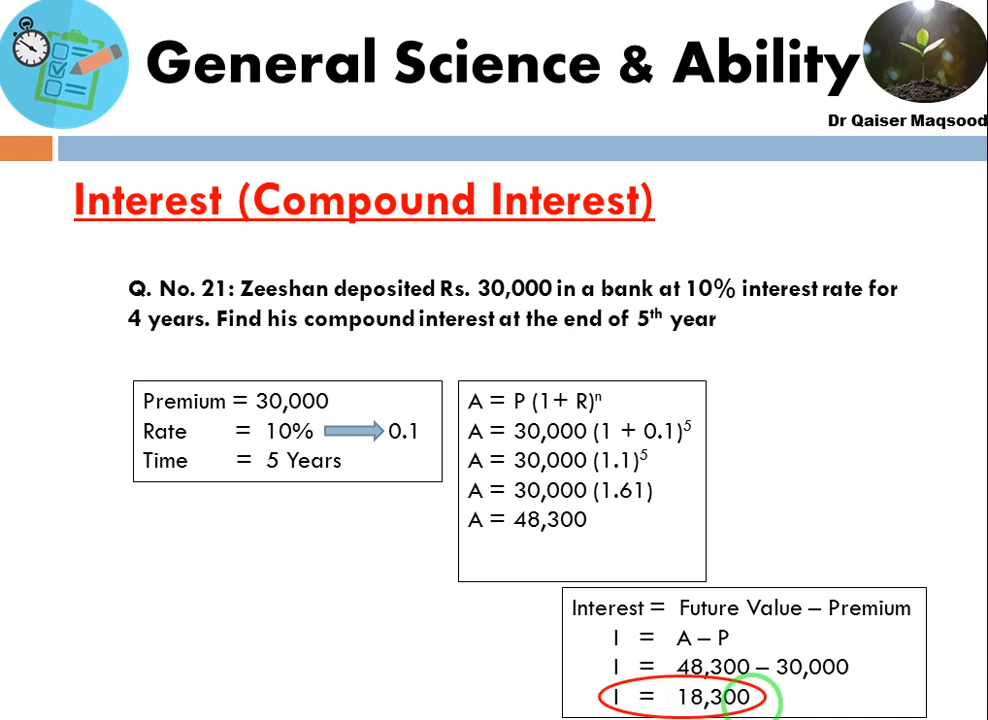 General Science & Ability
Dr Qaiser Maqsood
Interest (Compound Interest)
Q. No. 21: Zeeshan deposited Rs. 30,000 in a bank at 10% interest rate for
4 years. Find his compound interest at the end of 5th year
Premium = 30,000
Rate = 10% 0.1
Time = 5 Years
A = P (1+ R)ⁿ
A = 30,000 (1 + 0.1)⁵
A = 30,000 (1.1)⁵
A = 30,000 (1.61)
A = 48,300
Interest = Future Value – Premium
I = A – P
I = 48,300 – 30,000
I = 18,300